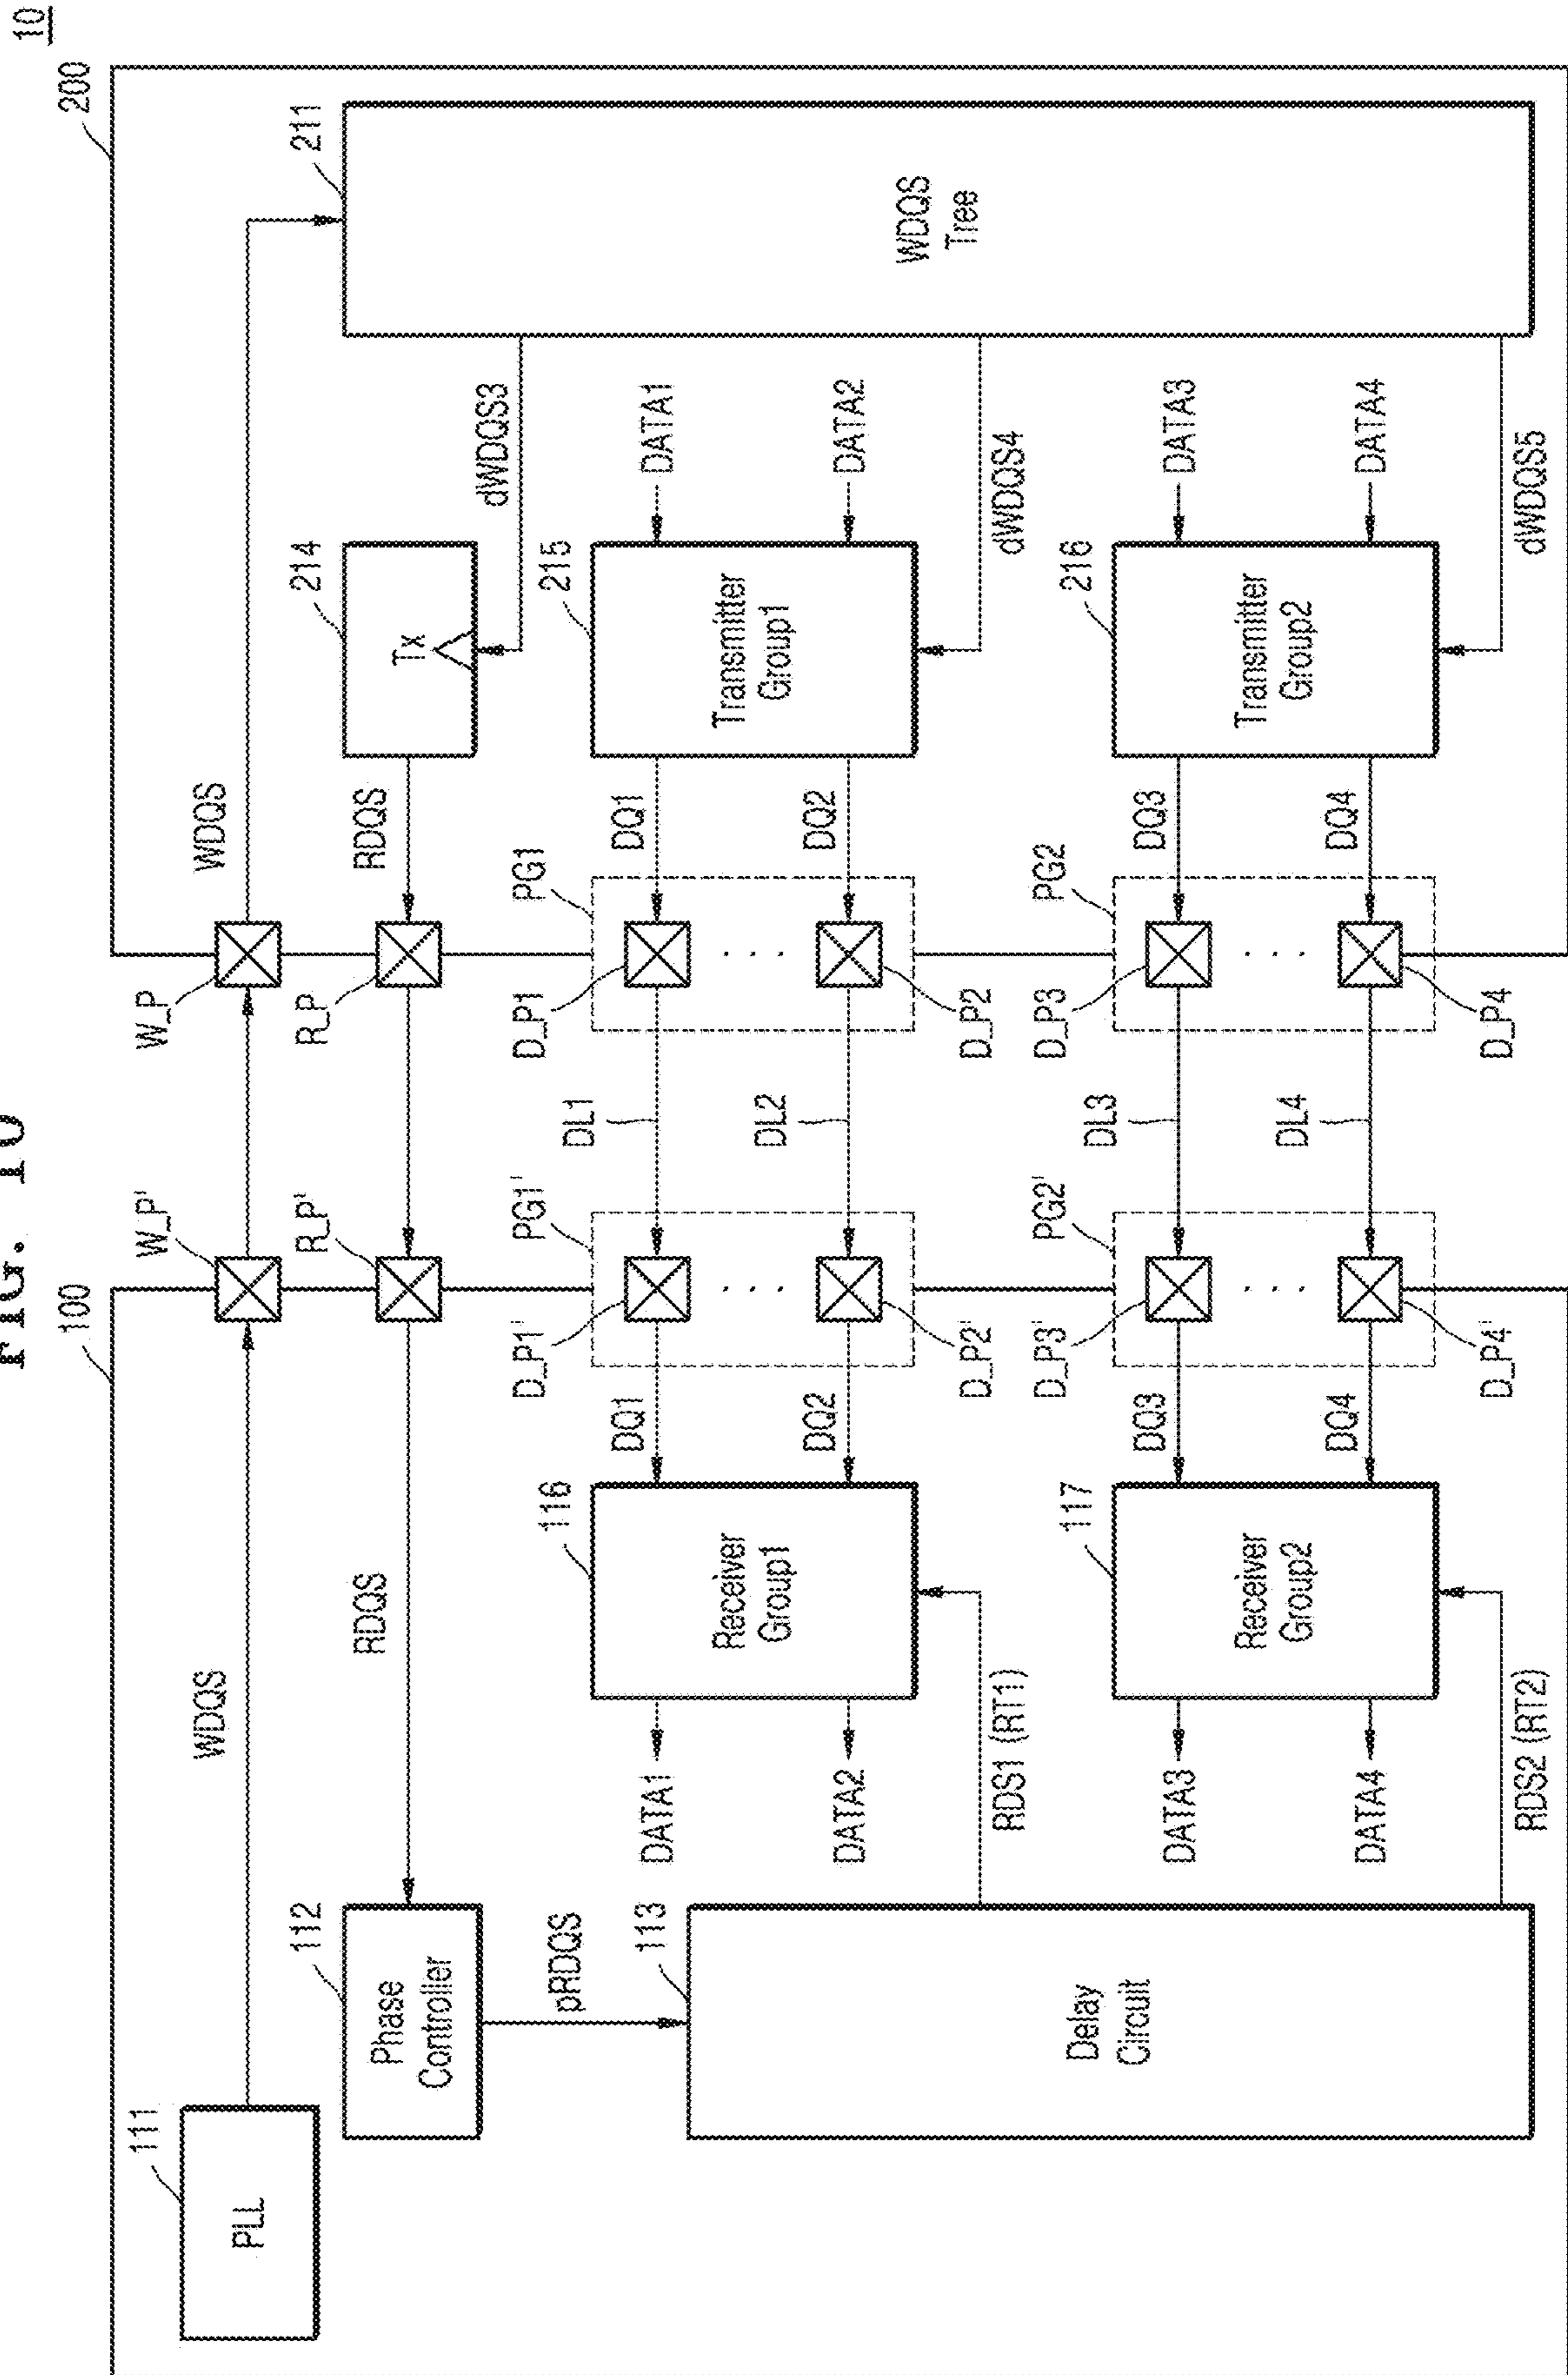 FIG. 10
10
100
200
111
PLL
WDQS
W_P'
W_P
WDQS
211
WDQS
Tree
112
Phase
Controller
RDQS
R_P'
R_P
RDQS
214
Tx
dWDQS3
pRDQS
113
Delay
Circuit
116
Receiver
Group1
DATA1
DATA2
RDS1 (RT1)
DQ1
DQ2
PG1'
D_P1'
. . .
D_P2'
DL1
DL2
PG1
D_P1
. . .
D_P2
DQ1
DQ2
215
Transmitter
Group1
DATA1
DATA2
dWDQS4
117
Receiver
Group2
DATA3
DATA4
RDS2 (RT2)
DQ3
DQ4
PG2'
D_P3'
. . .
D_P4'
DL3
DL4
PG2
D_P3
. . .
D_P4
DQ3
DQ4
216
Transmitter
Group2
DATA3
DATA4
dWDQS5